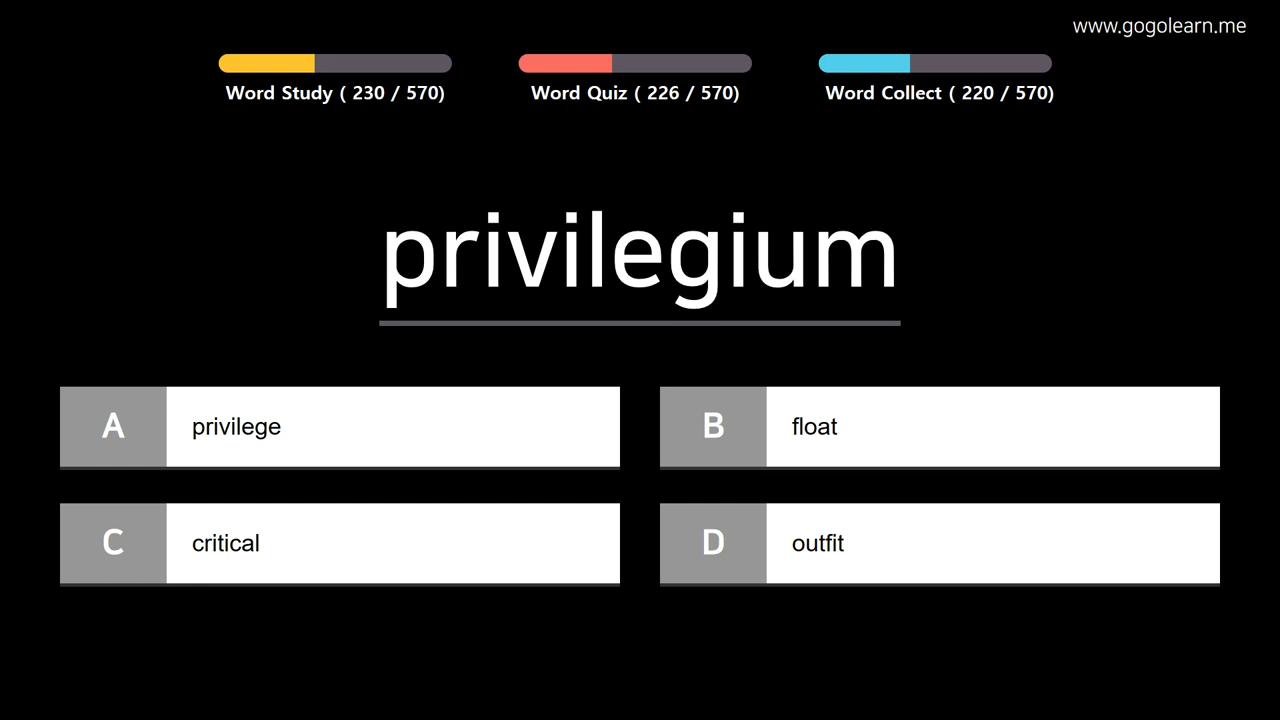 www.gogolearn.me
Word Study ( 230 / 570)
Word Quiz ( 226 / 570)
Word Collect ( 220 / 570)
privilegium
A privilege
B float
C critical
D outfit